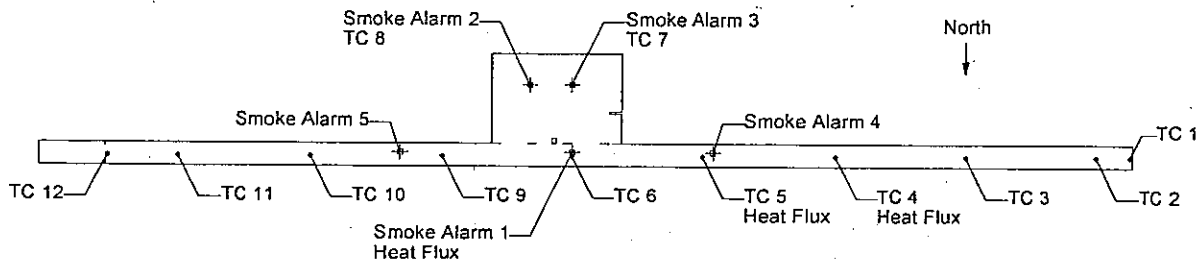 Smoke Alarm 2
TC 8
Smoke Alarm 3
TC 7
North
Smoke Alarm 5
Smoke Alarm 4
TC 1
TC 12
TC 11
TC 10
TC 9
TC 6
TC 5
Heat Flux
TC 4
Heat Flux
TC 3
TC 2
Smoke Alarm 1
Heat Flux